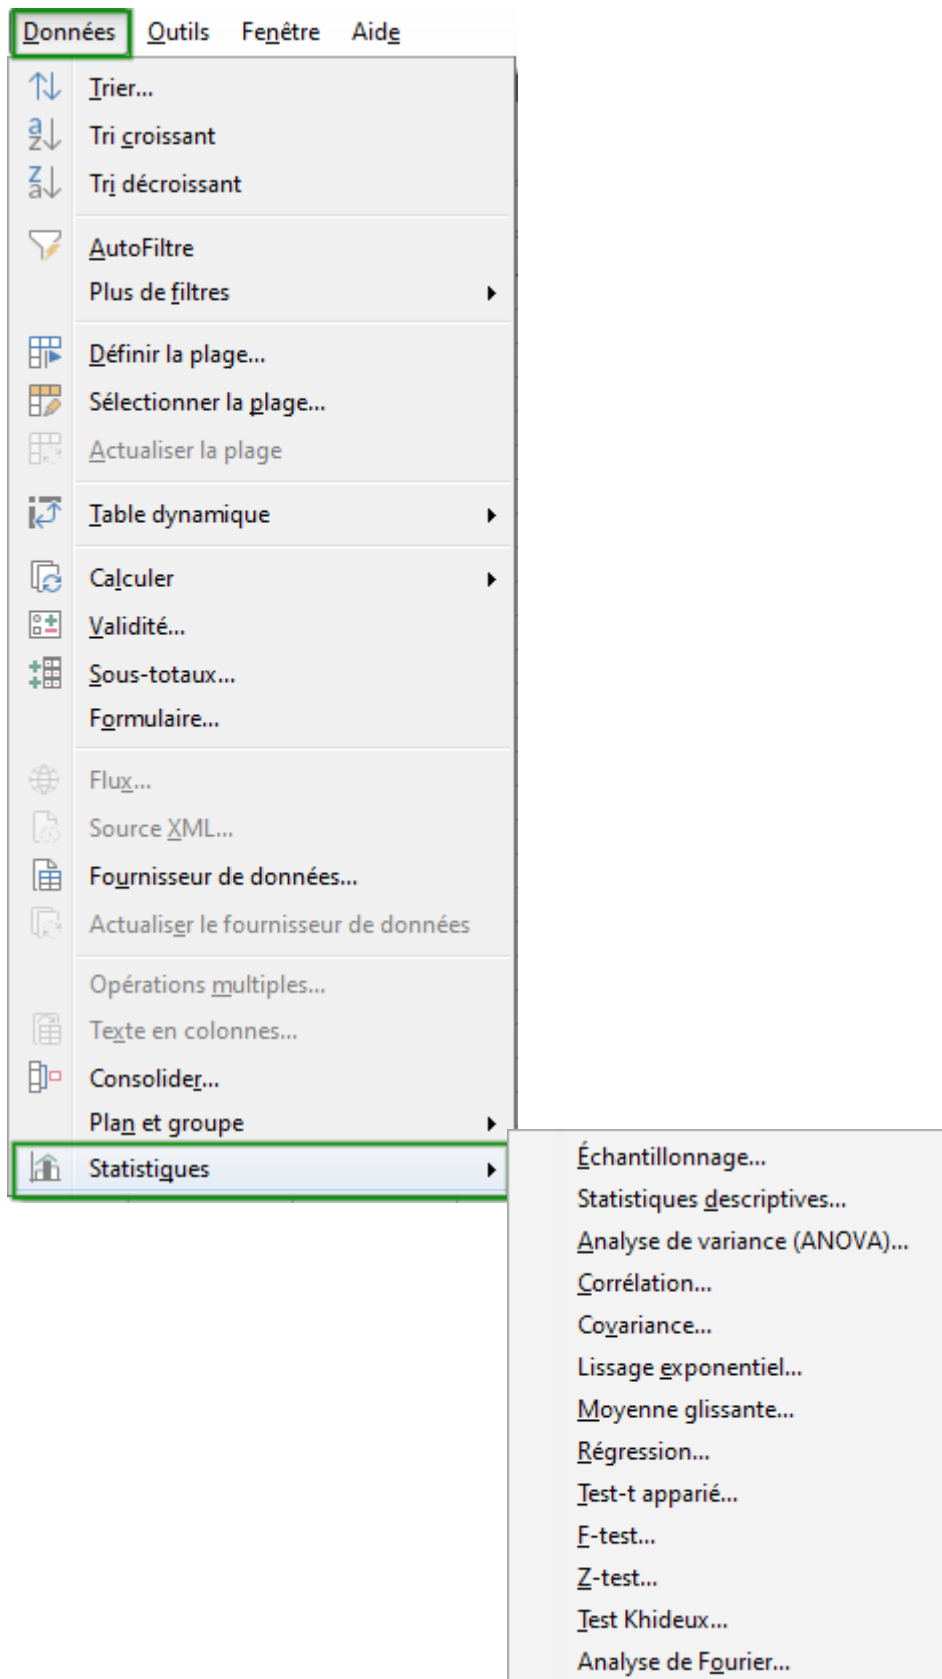 Données Outils Fenêtre Aide
Trier...
Tri croissant
Tri décroissant
AutoFiltre
Plus de filtres
Définir la plage...
Sélectionner la plage...
Actualiser la plage
Table dynamique
Calculer
Validité...
Sous-totaux...
Formulaire...
Flux...
Source XML...
Fournisseur de données...
Actualiser le fournisseur de données
Opérations multiples...
Texte en colonnes...
Consolider...
Plan et groupe
Statistiques
Échantillonnage...
Statistiques descriptives...
Analyse de variance (ANOVA)...
Corrélation...
Covariance...
Lissage exponentiel...
Moyenne glissante...
Régression...
Test-t apparié...
F-test...
Z-test...
Test Khideux...
Analyse de Fourier...